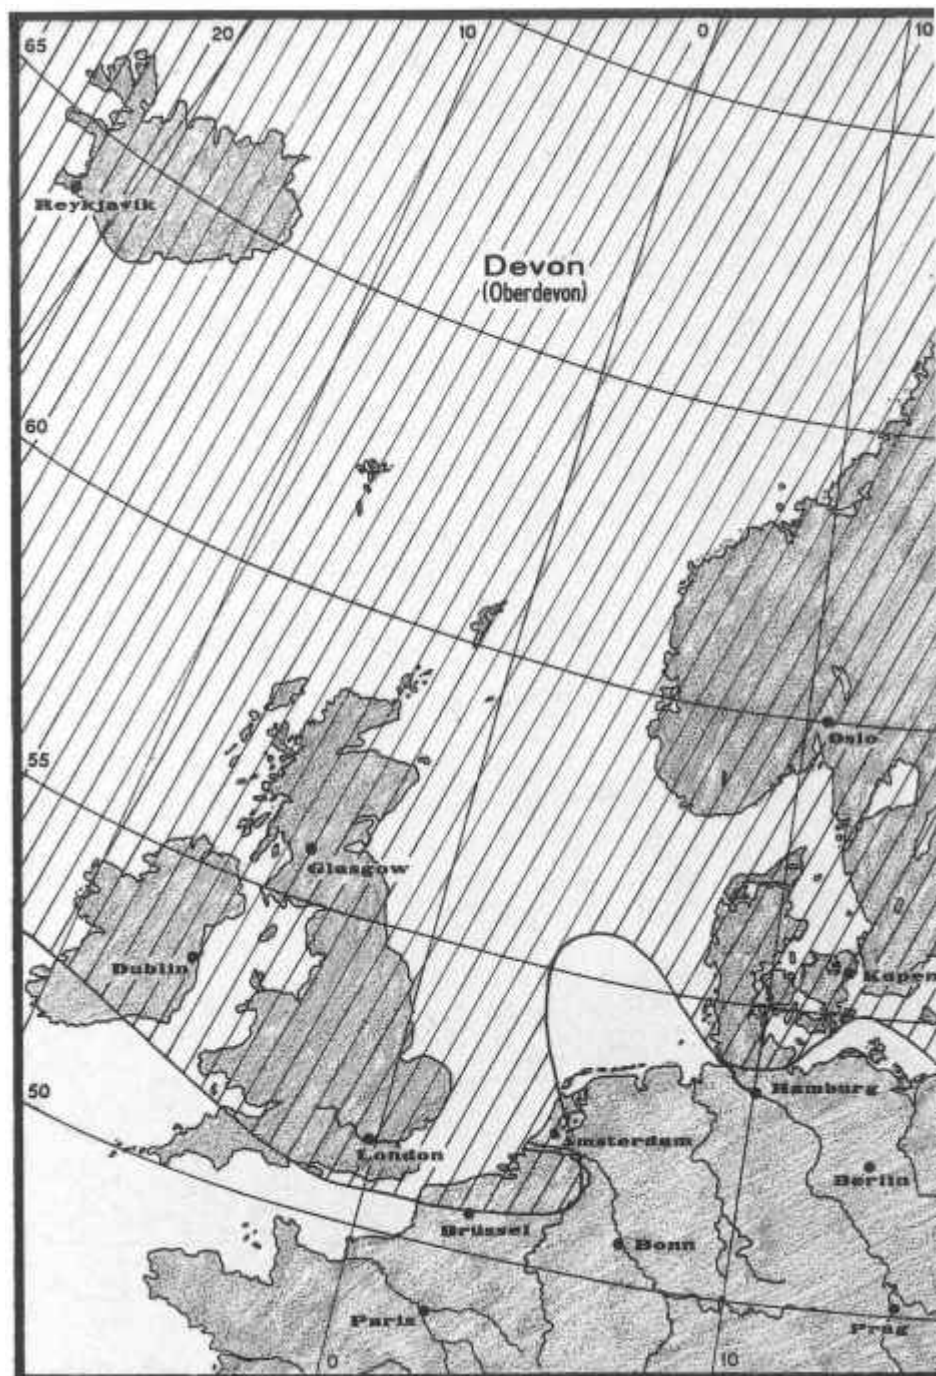 20
10
0
10
65
Reykjavik
Devon
(Oberdevon)
60
Oslo
55
Glasgow
Dublin
Kopen
50
Hamburg
London
Amsterdam
Berlin
Brüssel
Bonn
Paris
Prag
0
10